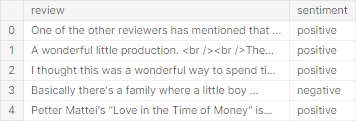 review sentiment
0 One of the other reviewers has mentioned that ... positive
1 A wonderful little production. <br /><br />The... positive
2 I thought this was a wonderful way to spend ti... positive
3 Basically there's a family where a little boy ... negative
4 Petter Mattei's "Love in the Time of Money" is... positive